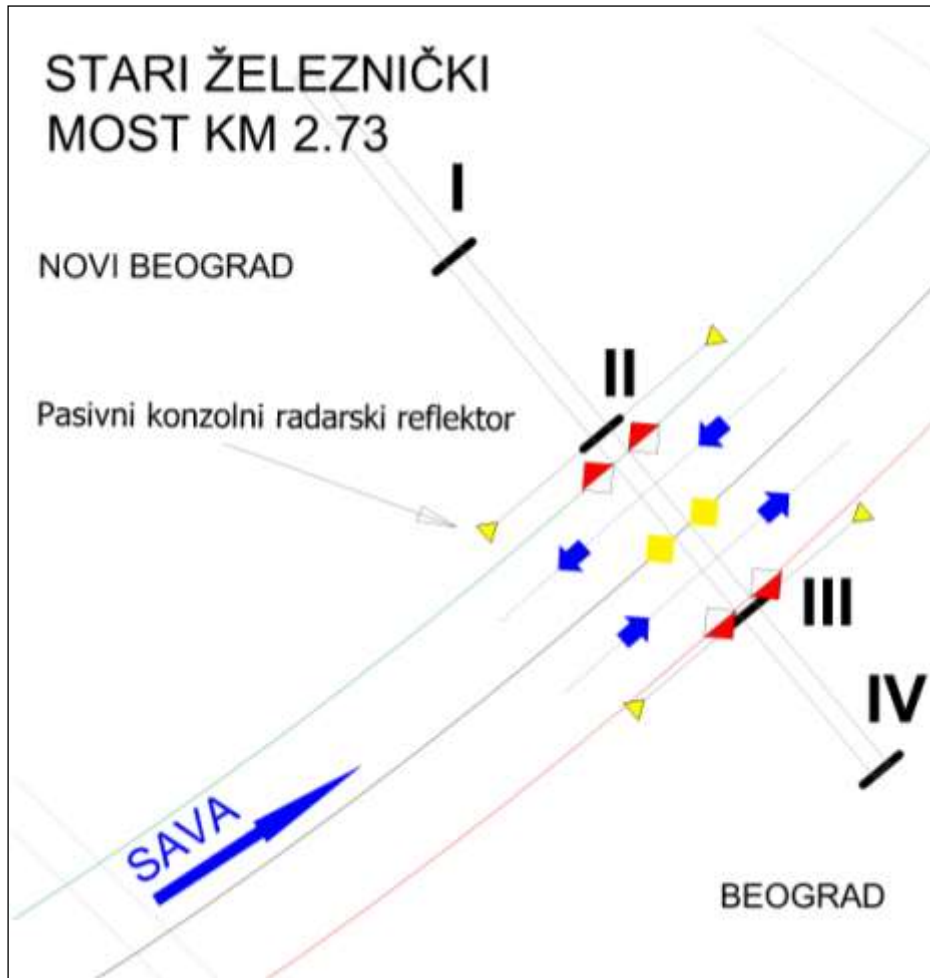 STARI ŽELEZNIČKI
MOST KM 2.73
I
NOVI BEOGRAD
II
Pasivni konzolni radarski reflektor
III
IV
SAVA
BEOGRAD